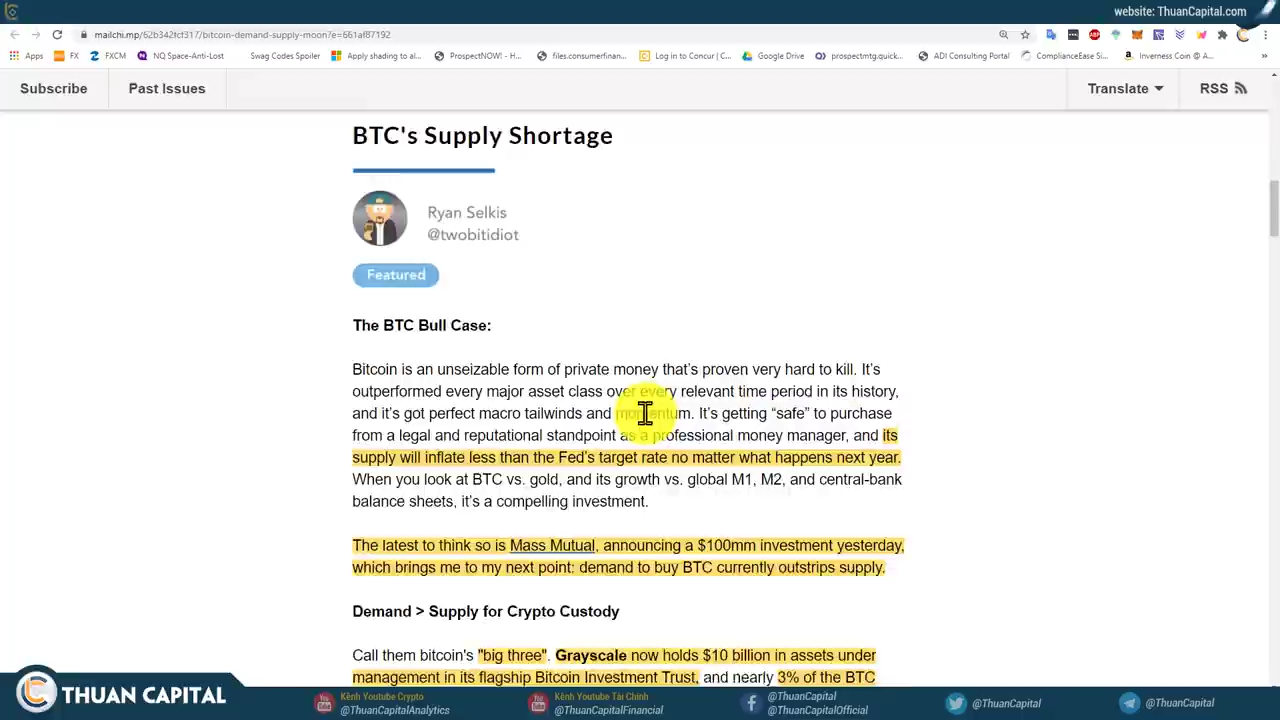 website: ThuanCapital.com
mailchi.mp/62b342fcf317/bitcoin-demand-supply-moon?e=661af87192
Apps FX FXCM NQ Space-Anti-Lost Swag Codes Spoiler Apply shading to al... ProspectNOW! - H... files.consumerfinan... Log in to Concur | C... Google Drive prospectmtg.quick... ADI Consulting Portal ComplianceEase Si... Inverness Coin @ A... »
Subscribe Past Issues Translate RSS
BTC's Supply Shortage
Ryan Selkis
@twobitidiot
Featured
The BTC Bull Case:
Bitcoin is an unseizable form of private money that's proven very hard to kill. It's
outperformed every major asset class over every relevant time period in its history,
and it's got perfect macro tailwinds and momentum. It's getting “safe” to purchase
from a legal and reputational standpoint as a professional money manager, and its
supply will inflate less than the Fed's target rate no matter what happens next year.
When you look at BTC vs. gold, and its growth vs. global M1, M2, and central-bank
balance sheets, it's a compelling investment.
The latest to think so is Mass Mutual, announcing a $100mm investment yesterday,
which brings me to my next point: demand to buy BTC currently outstrips supply.
Demand > Supply for Crypto Custody
Call them bitcoin's "big three". Grayscale now holds $10 billion in assets under
management in its flagship Bitcoin Investment Trust, and nearly 3% of the BTC
THUAN CAPITAL
Kênh Youtube Crypto
@ThuanCapitalAnalytics
Kênh Youtube Tài Chính
@ThuanCapitalFinancial
@ThuanCapital
@ThuanCapitalOfficial
@ThuanCapital
@ThuanCapital